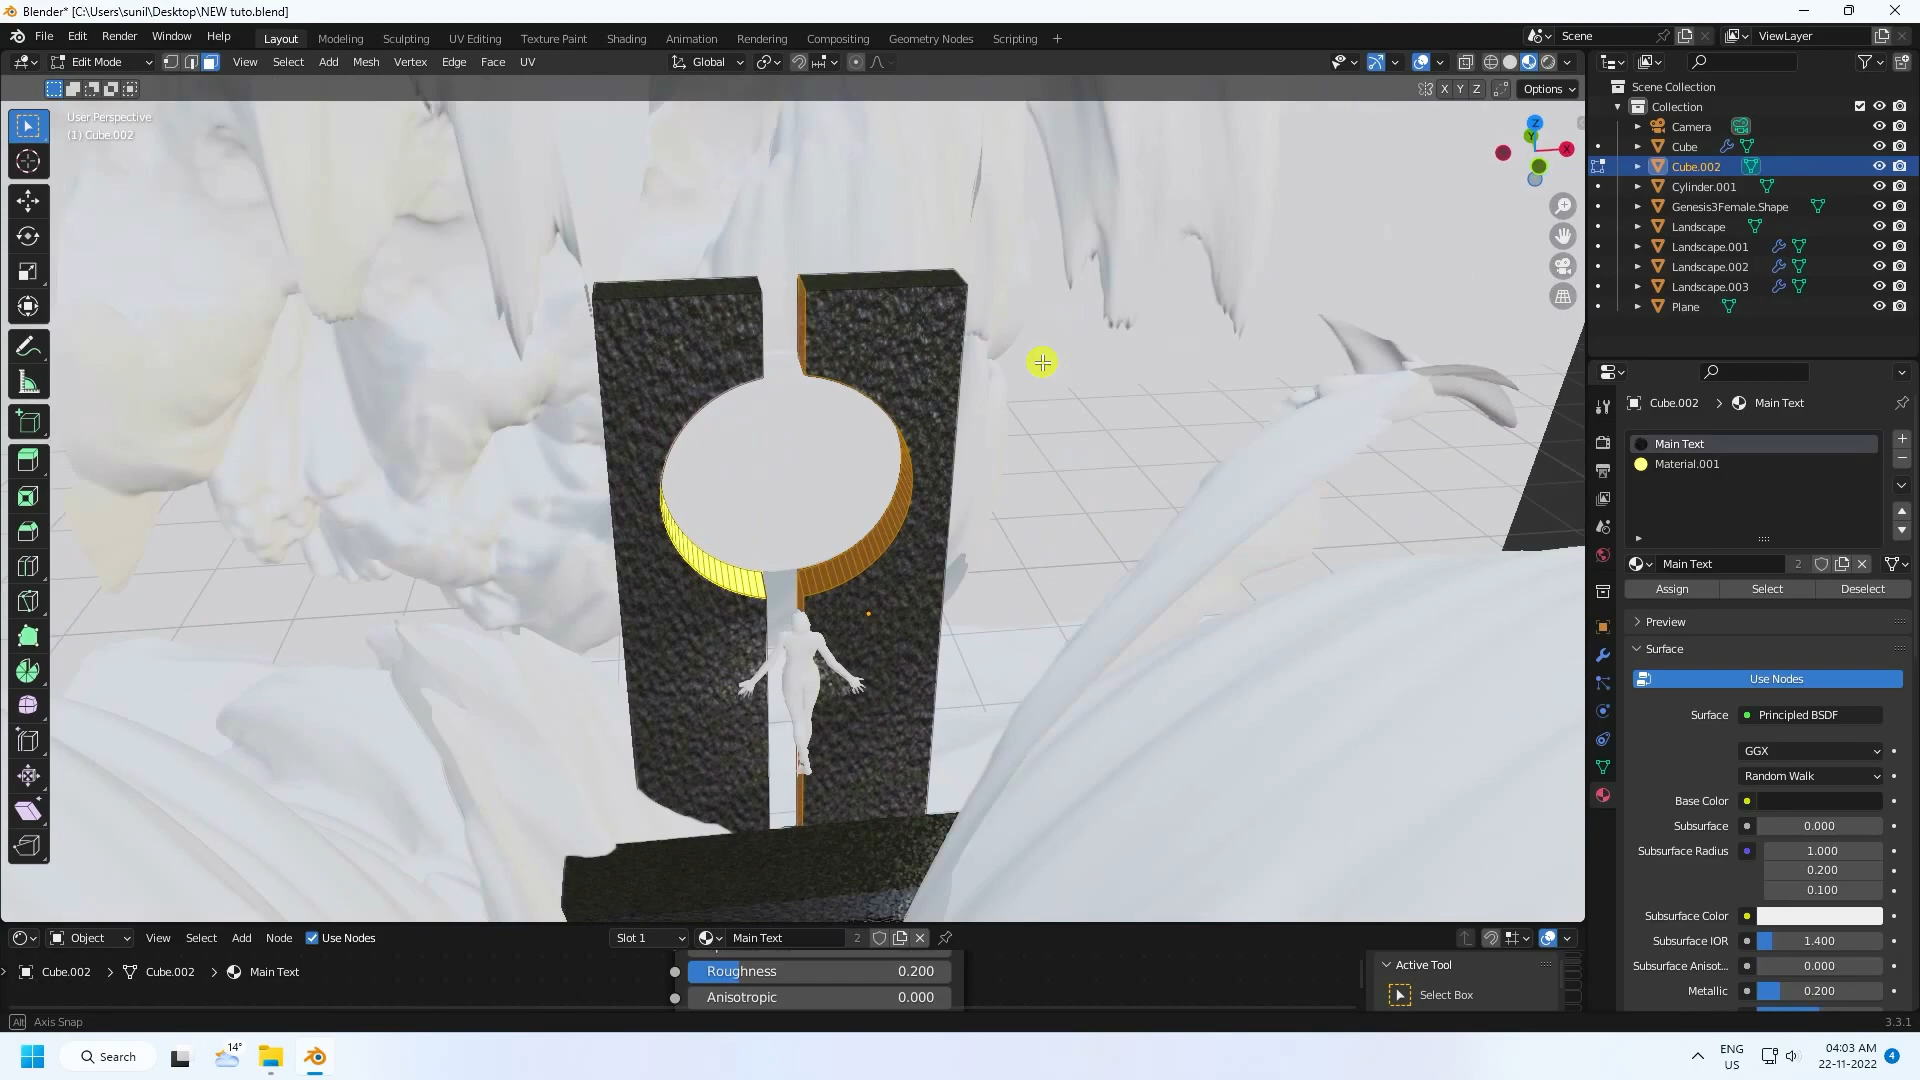 Blender* [C:\Users\sunil\Desktop\NEW tuto.blend]
File Edit Render Window Help Layout Modeling Sculpting UV Editing Texture Paint Shading Animation Rendering Compositing Geometry Nodes Scripting + Scene ViewLayer
Edit Mode View Select Add Mesh Vertex Edge Face UV Global
X Y Z Options
User Perspective
(1) Cube.002
Z
Y
X
Scene Collection
Collection
Camera
Cube
Cube.002
Cylinder.001
Genesis3Female.Shape
Landscape
Landscape.001
Landscape.002
Landscape.003
Plane
Cube.002 > Main Text
Main Text
Material.001
Main Text 2
Assign Select Deselect
Preview
Surface
Use Nodes
Surface Principled BSDF
GGX
Random Walk
Base Color
Subsurface 0.000
Subsurface Radius 1.000
0.200
0.100
Subsurface Color
Subsurface IOR 1.400
Subsurface Anisot... 0.000
Metallic 0.200
Object View Select Add Node Use Nodes Slot 1 Main Text 2
Cube.002 > Cube.002 > Main Text
Roughness 0.200
Anisotropic 0.000
Active Tool
Select Box
Alt Axis Snap 3.3.1
Search 14° ENG US 04:03 AM 22-11-2022 4